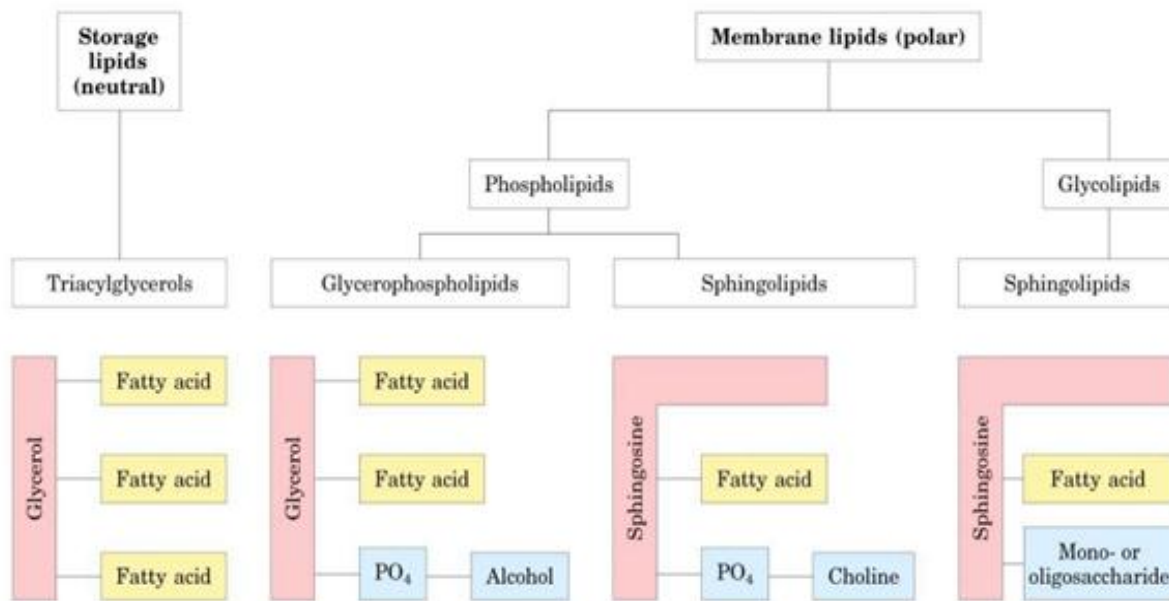 Storage
lipids
(neutral)
Membrane lipids (polar)
Phospholipids
Glycolipids
Triacylglycerols
Glycerophospholipids
Sphingolipids
Sphingolipids
Glycerol
Fatty acid
Fatty acid
Fatty acid
Glycerol
Fatty acid
Fatty acid
PO4
Alcohol
Sphingosine
Fatty acid
PO4
Choline
Sphingosine
Fatty acid
Mono- or
oligosaccharide